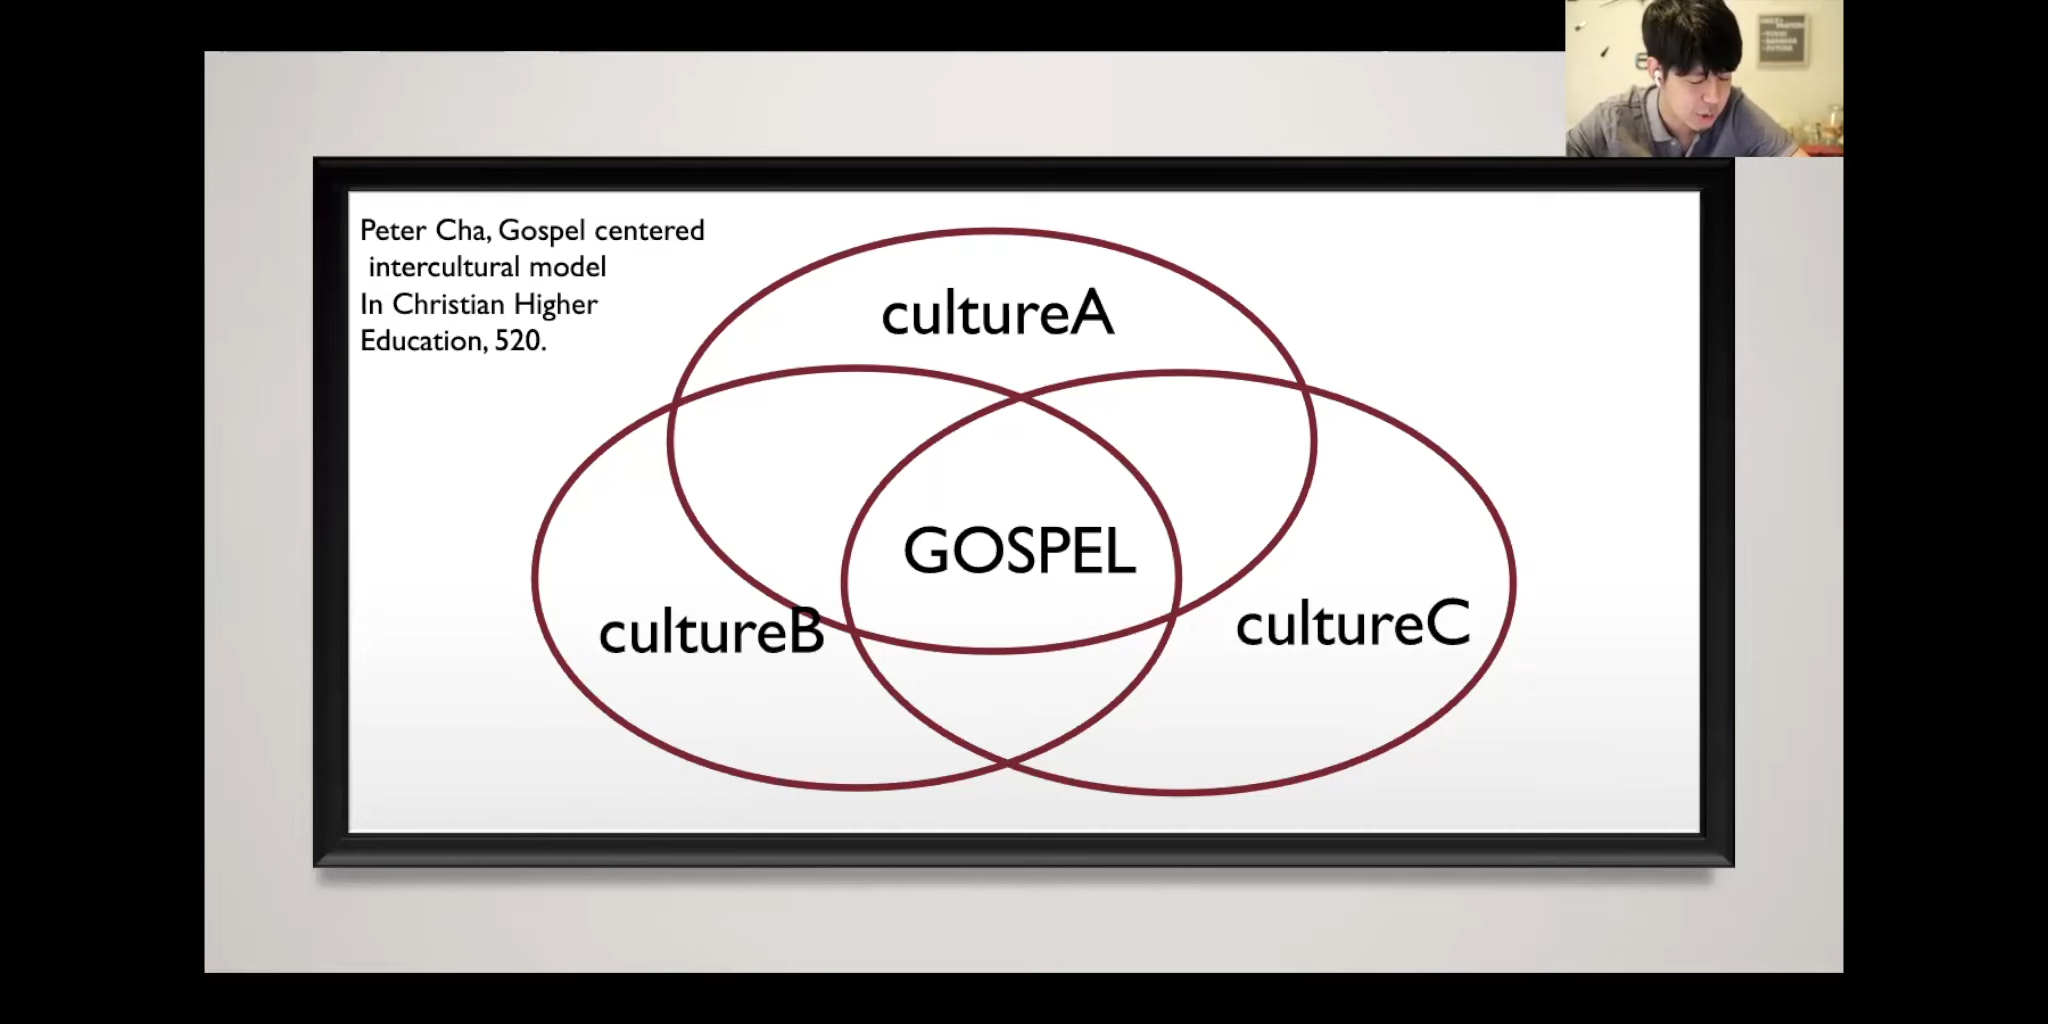 Peter Cha, Gospel centered
intercultural model
In Christian Higher
Education, 520.
cultureA
GOSPEL
cultureB
cultureC